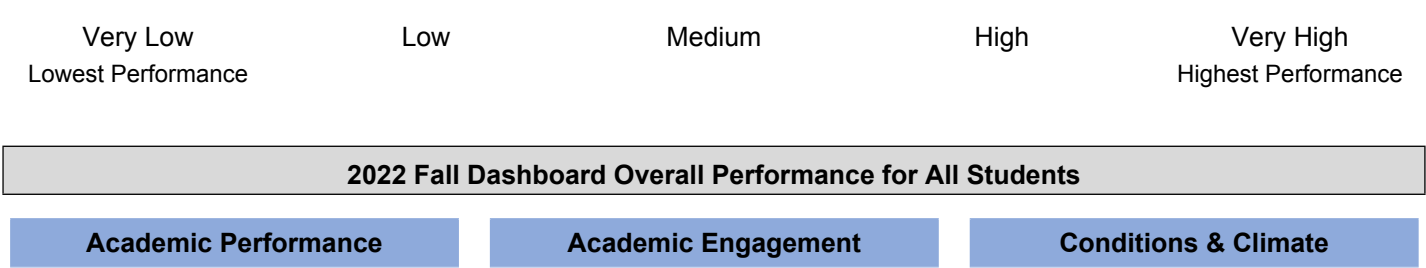 Very Low Low Medium High Very High
Lowest Performance Highest Performance
2022 Fall Dashboard Overall Performance for All Students
Academic Performance Academic Engagement Conditions & Climate